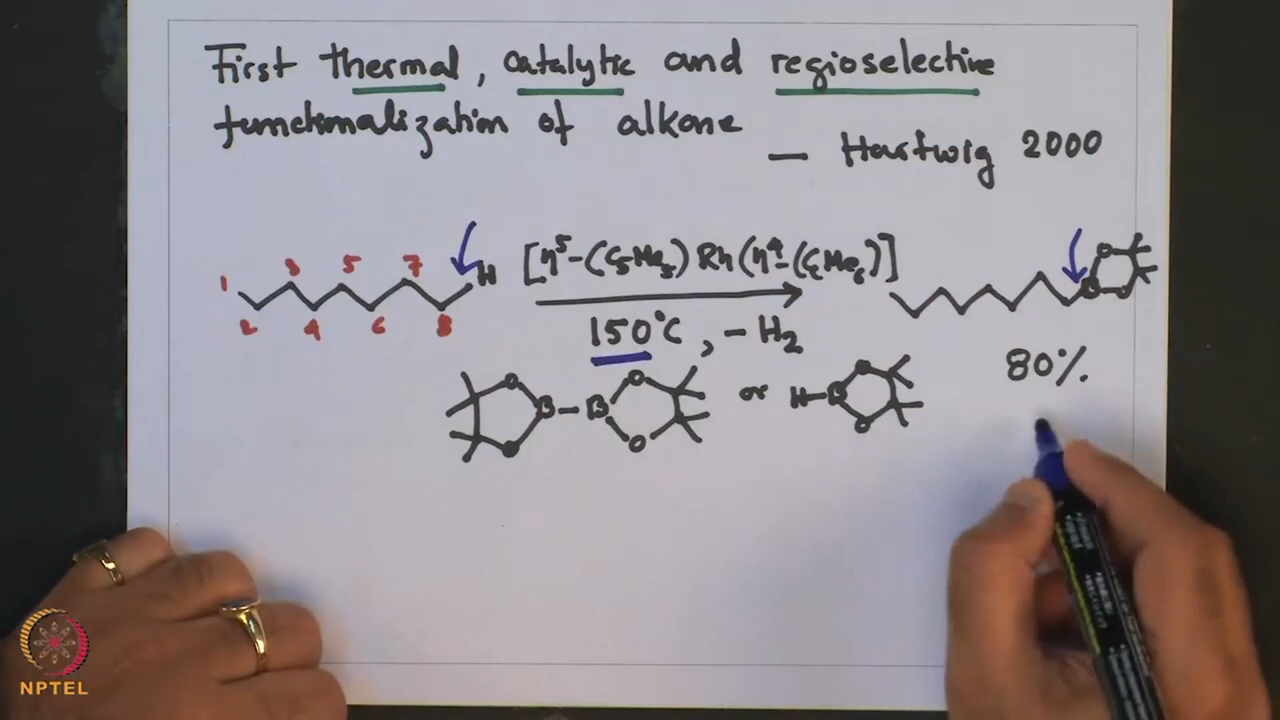 First thermal, catalytic and regioselective
functionalization of alkane
— Hartwig 2000
1 3 5 7 H
2 4 6 8
[η⁵-(C₅Me₅)Rh(η⁴-(C₆Me₆)]
150°C, -H₂
O O
B
O O
80%
O O O
B-B or H-B
O O O
NPTEL